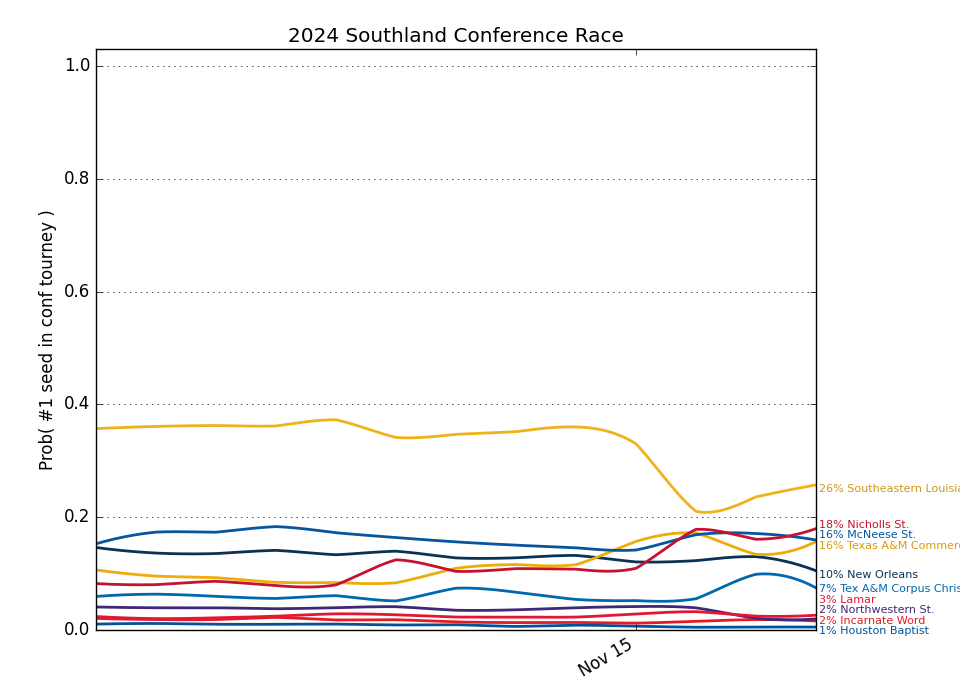 2024 Southland Conference Race
1.0
0.8
0.6
0.4
0.2
0.0
Prob( #1 seed in conf tourney )
Nov 15
26% Southeastern Louisia
18% Nicholls St.
16% McNeese St.
16% Texas A&M Commerc
10% New Orleans
7% Tex A&M Corpus Chris
3% Lamar
2% Northwestern St.
2% Incarnate Word
1% Houston Baptist